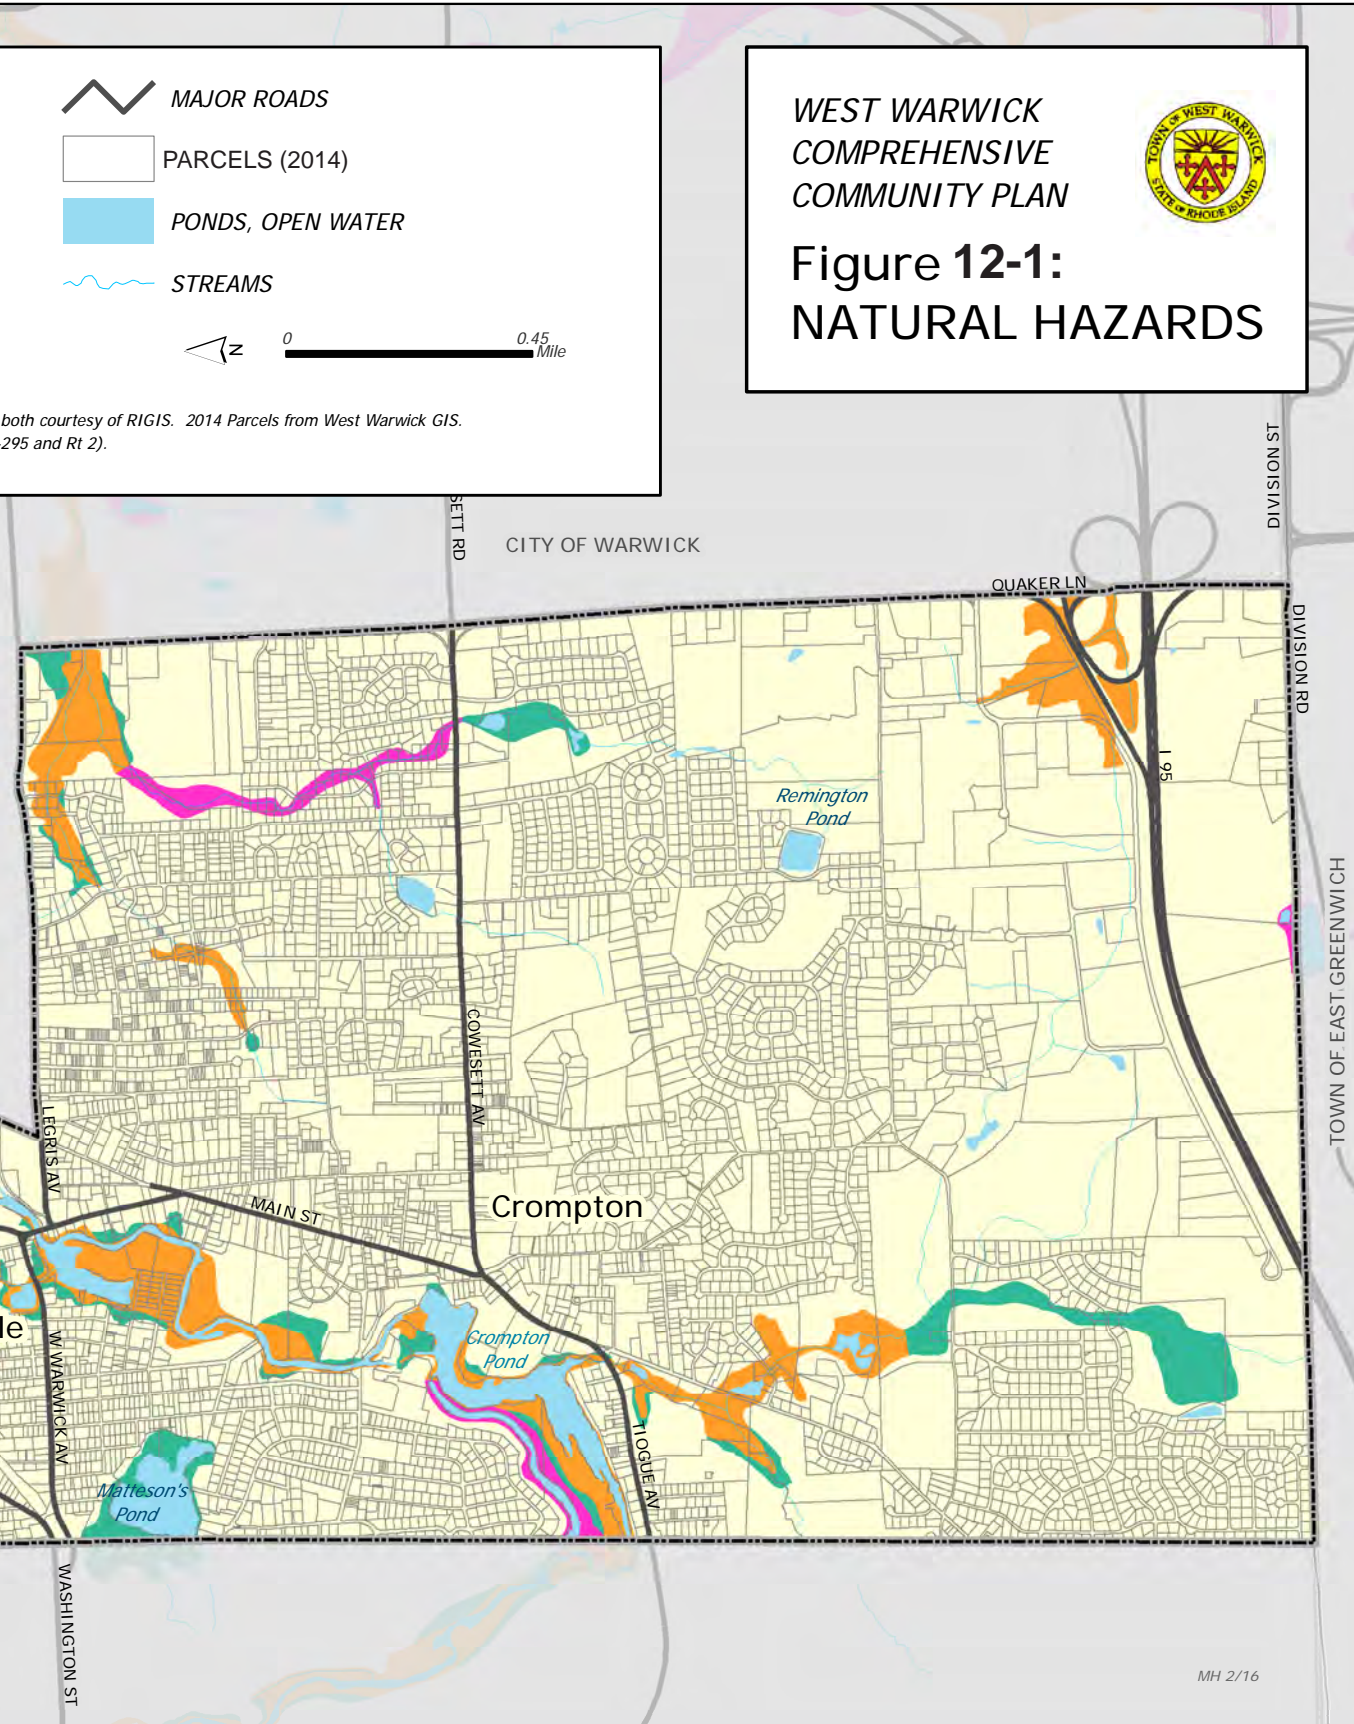 MAJOR ROADS
PARCELS (2014)
PONDS, OPEN WATER
STREAMS
N
0
0.45
Mile
both courtesy of RIGIS. 2014 Parcels from West Warwick GIS.
295 and Rt 2).
WEST WARWICK
COMPREHENSIVE
COMMUNITY PLAN
TOWN OF WEST WARWICK
STATE OF RHODE ISLAND
Figure 12-1:
NATURAL HAZARDS
DIVISION ST
SETT RD
CITY OF WARWICK
QUAKER LN
DIVISION RD
I 95
Remington
Pond
TOWN OF EAST GREENWICH
COWESETT AV
LEGRIS AV
MAIN ST
Crompton
le
W WARWICK AV
Crompton
Pond
TIOGUE AV
Matteson's
Pond
WASHINGTON ST
MH 2/16